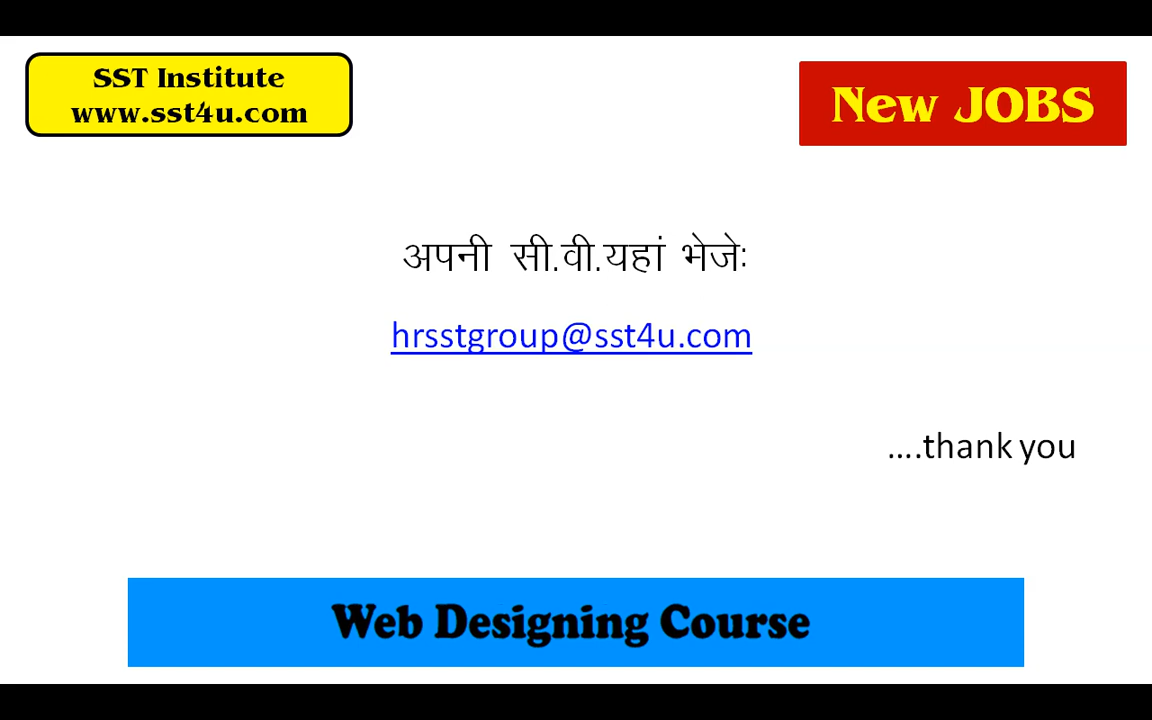 SST Institute
www.sst4u.com
New JOBS
अपनी सी.वी.यहां भेजेः
hrsstgroup@sst4u.com
....thank you
Web Designing Course